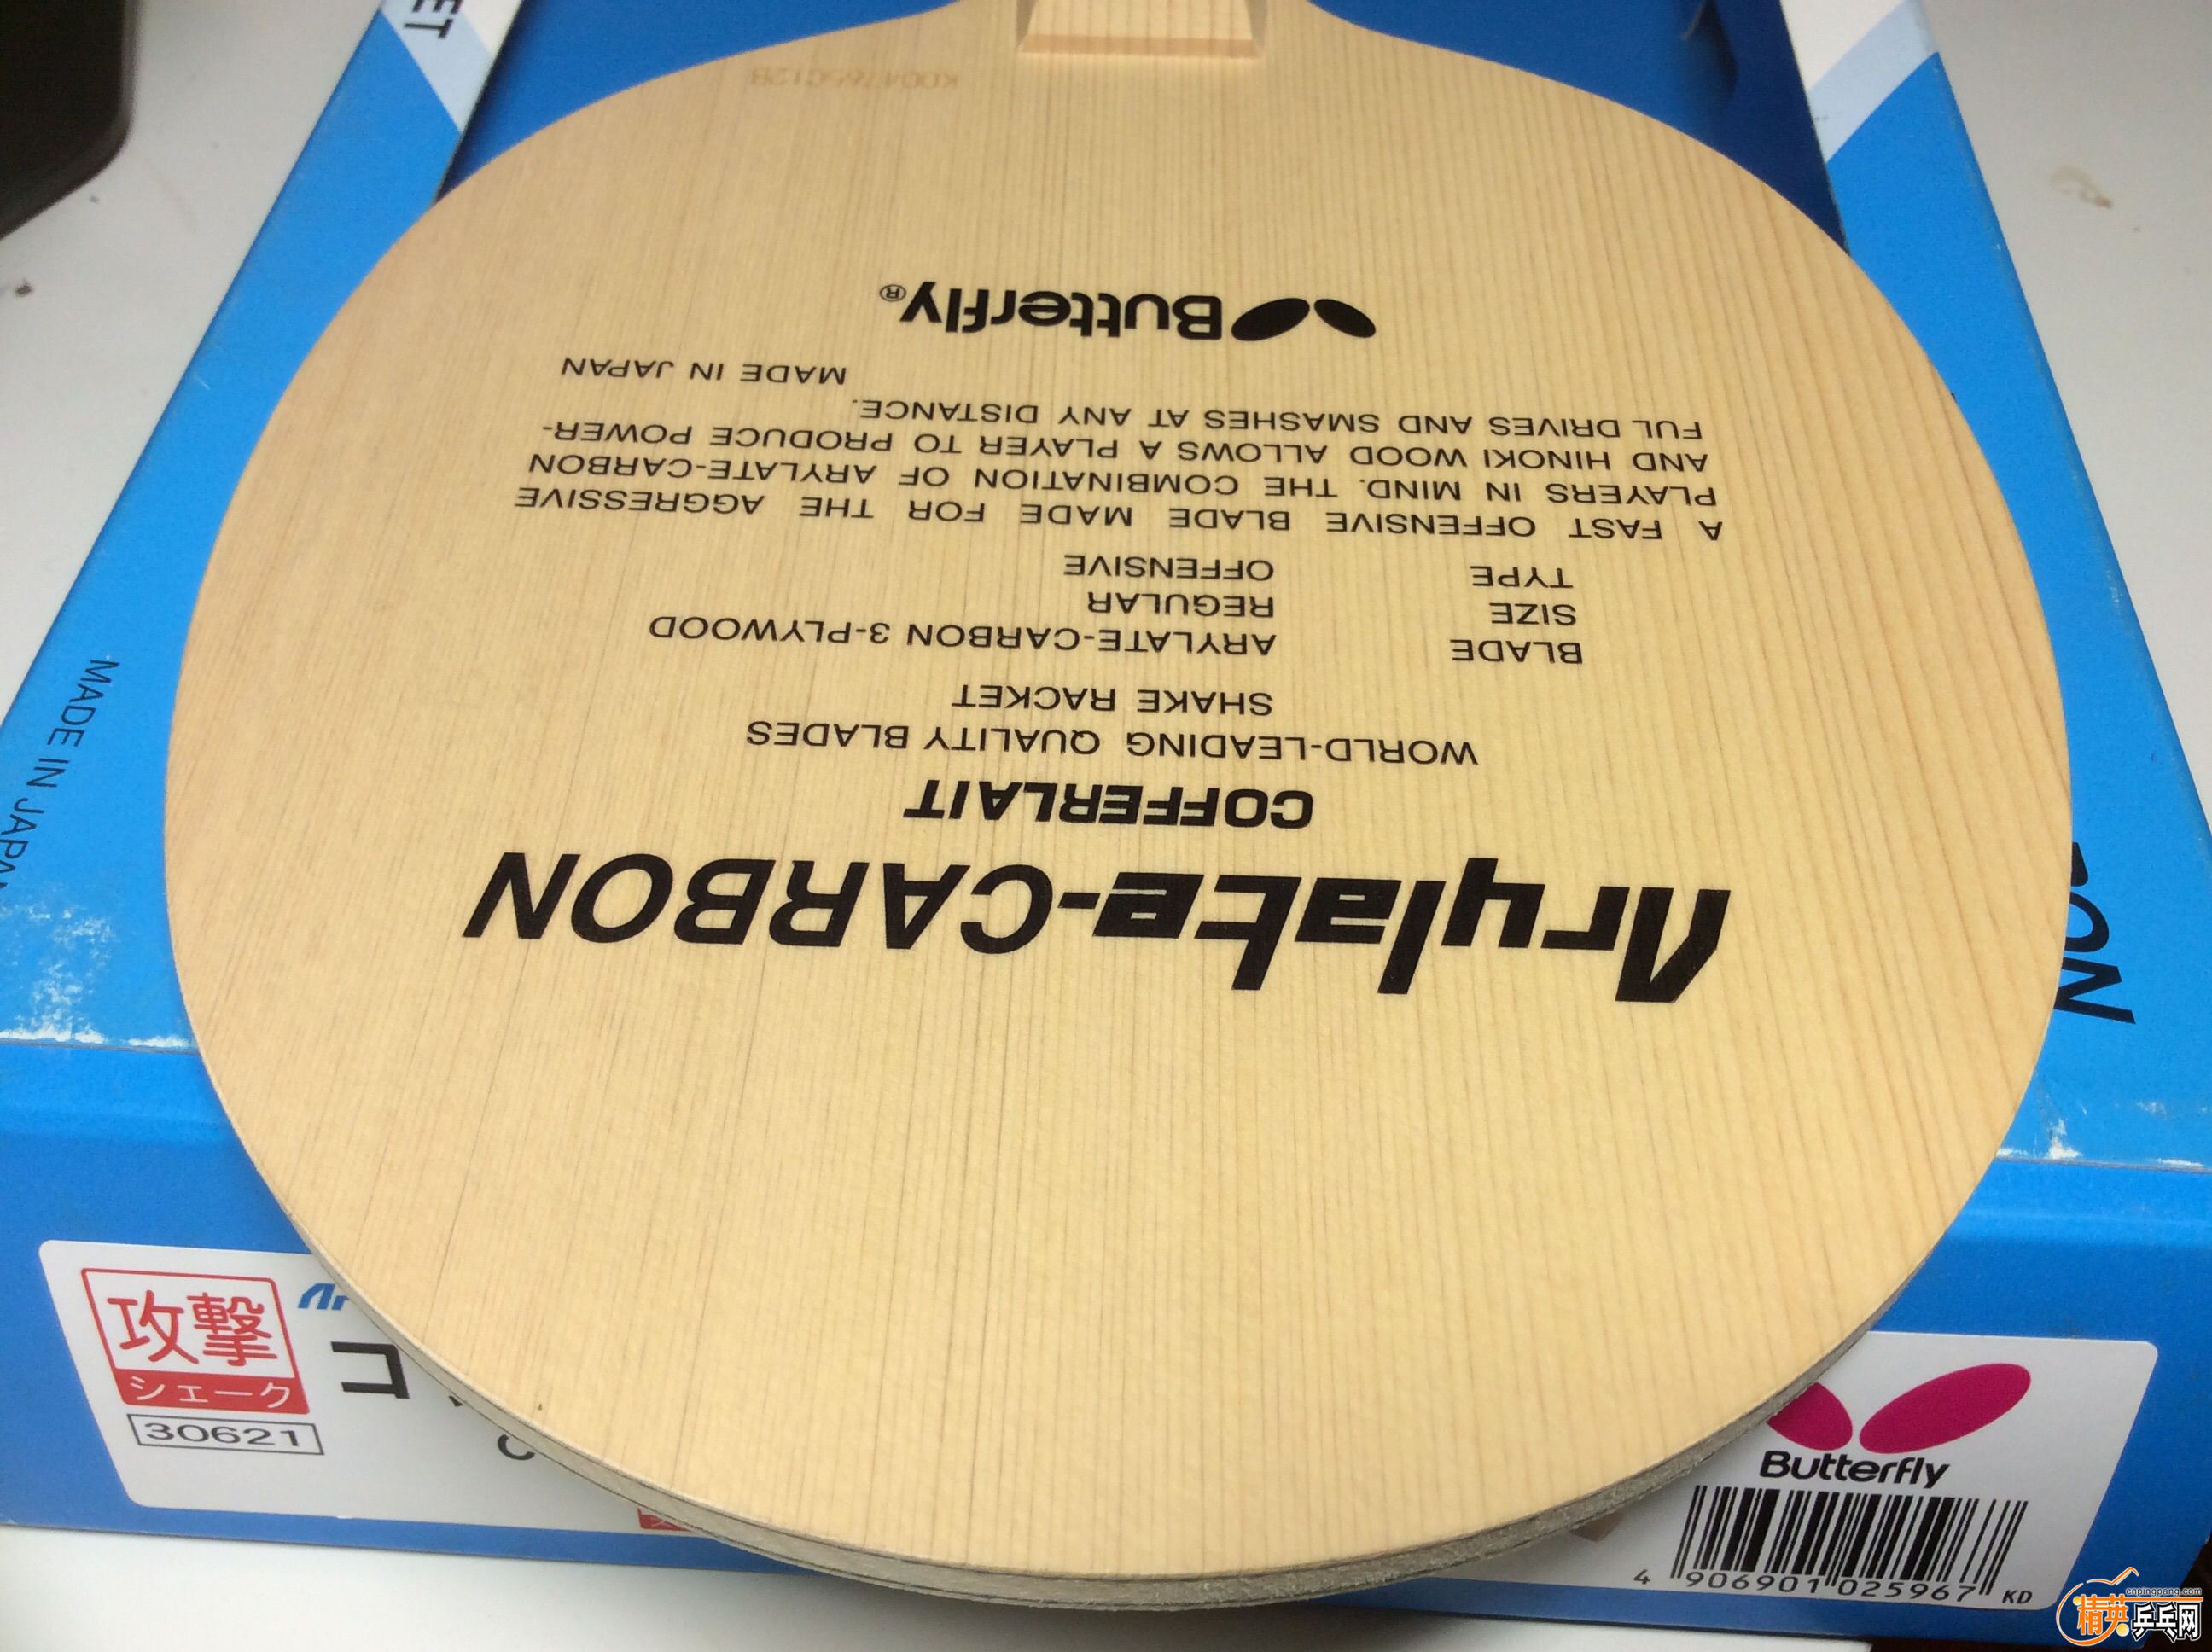 Arylate-CARBON
COFFERLAIT
WORLD-LEADING QUALITY BLADES
SHAKE RACKET
BLADE ARYLATE-CARBON 3-PLYWOOD
SIZE REGULAR
TYPE OFFENSIVE
A FAST OFFENSIVE BLADE MADE FOR THE AGGRESSIVE
PLAYERS IN MIND. THE COMBINATION OF ARYLATE-CARBON
AND HINOKI WOOD ALLOWS A PLAYER TO PRODUCE POWER-
FUL DRIVES AND SMASHES AT ANY DISTANCE.
MADE IN JAPAN
Butterfly®
MADE IN JAPAN
攻撃
シェーク
30621
コ
Butterfly
4 906901 025967 KD
cnpingpang.com
精英乒乓网